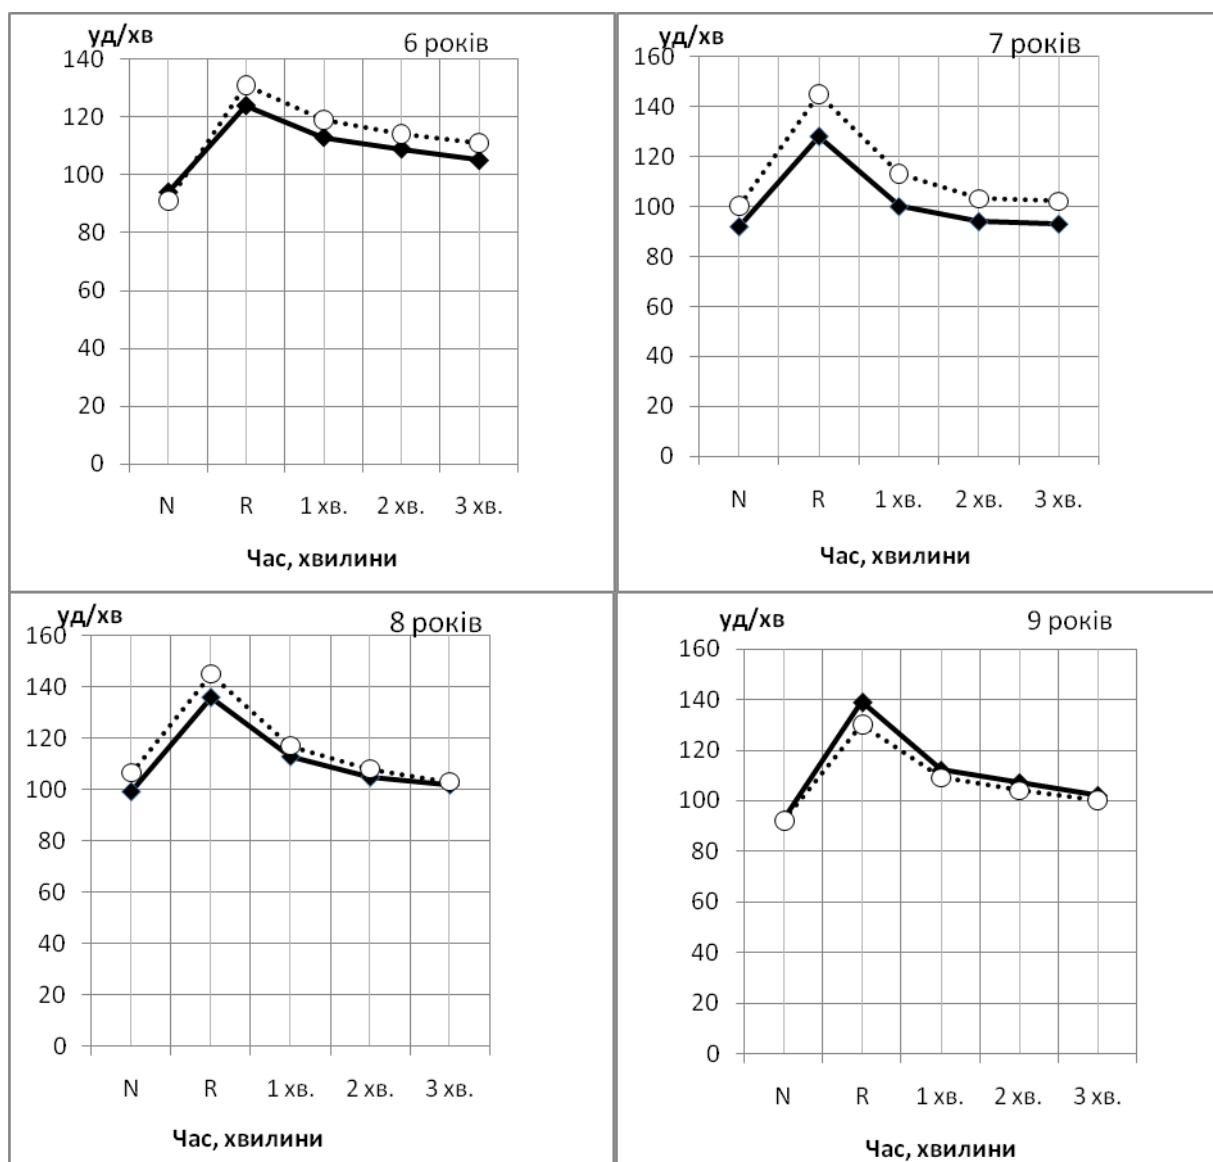 уд/хв
6 років
140
120
100
80
60
40
20
0
N R 1 хв. 2 хв. 3 хв.
Час, хвилини
уд/хв
7 років
160
140
120
100
80
60
40
20
0
N R 1 хв. 2 хв. 3 хв.
Час, хвилини
уд/хв
8 років
160
140
120
100
80
60
40
20
0
N R 1 хв. 2 хв. 3 хв.
Час, хвилини
уд/хв
9 років
160
140
120
100
80
60
40
20
0
N R 1 хв. 2 хв. 3 хв.
Час, хвилини